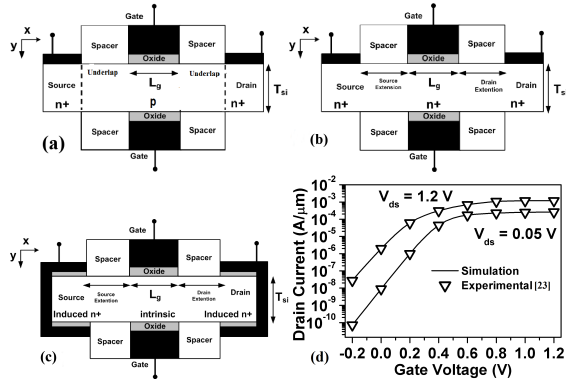 Gate
x
y
Spacer
Spacer
Oxide
Underlap
Underlap
Lg
Source
Drain
Tsi
n+
p
n+
Oxide
Spacer
Spacer
(a)
Gate
Gate
x
y
Spacer
Spacer
Oxide
Source
Source Extension
Lg
Drain Extention
Drain
Tsi
n+
n+
n+
Oxide
Spacer
Spacer
(b)
Gate
Gate
x
y
Spacer
Spacer
Oxide
Source
Source Extention
Lg
Drain Extention
Drain
Tsi
Induced n+
intrinsic
Induced n+
Oxide
Spacer
Spacer
(c)
Gate
10-2
10-3
10-4
10-5
10-6
10-7
10-8
10-9
10-10
Drain Current (A/μm)
Vds = 1.2 V
Vds = 0.05 V
Simulation
Experimental [23]
(d)
-0.2 0.0 0.2 0.4 0.6 0.8 1.0 1.2
Gate Voltage (V)